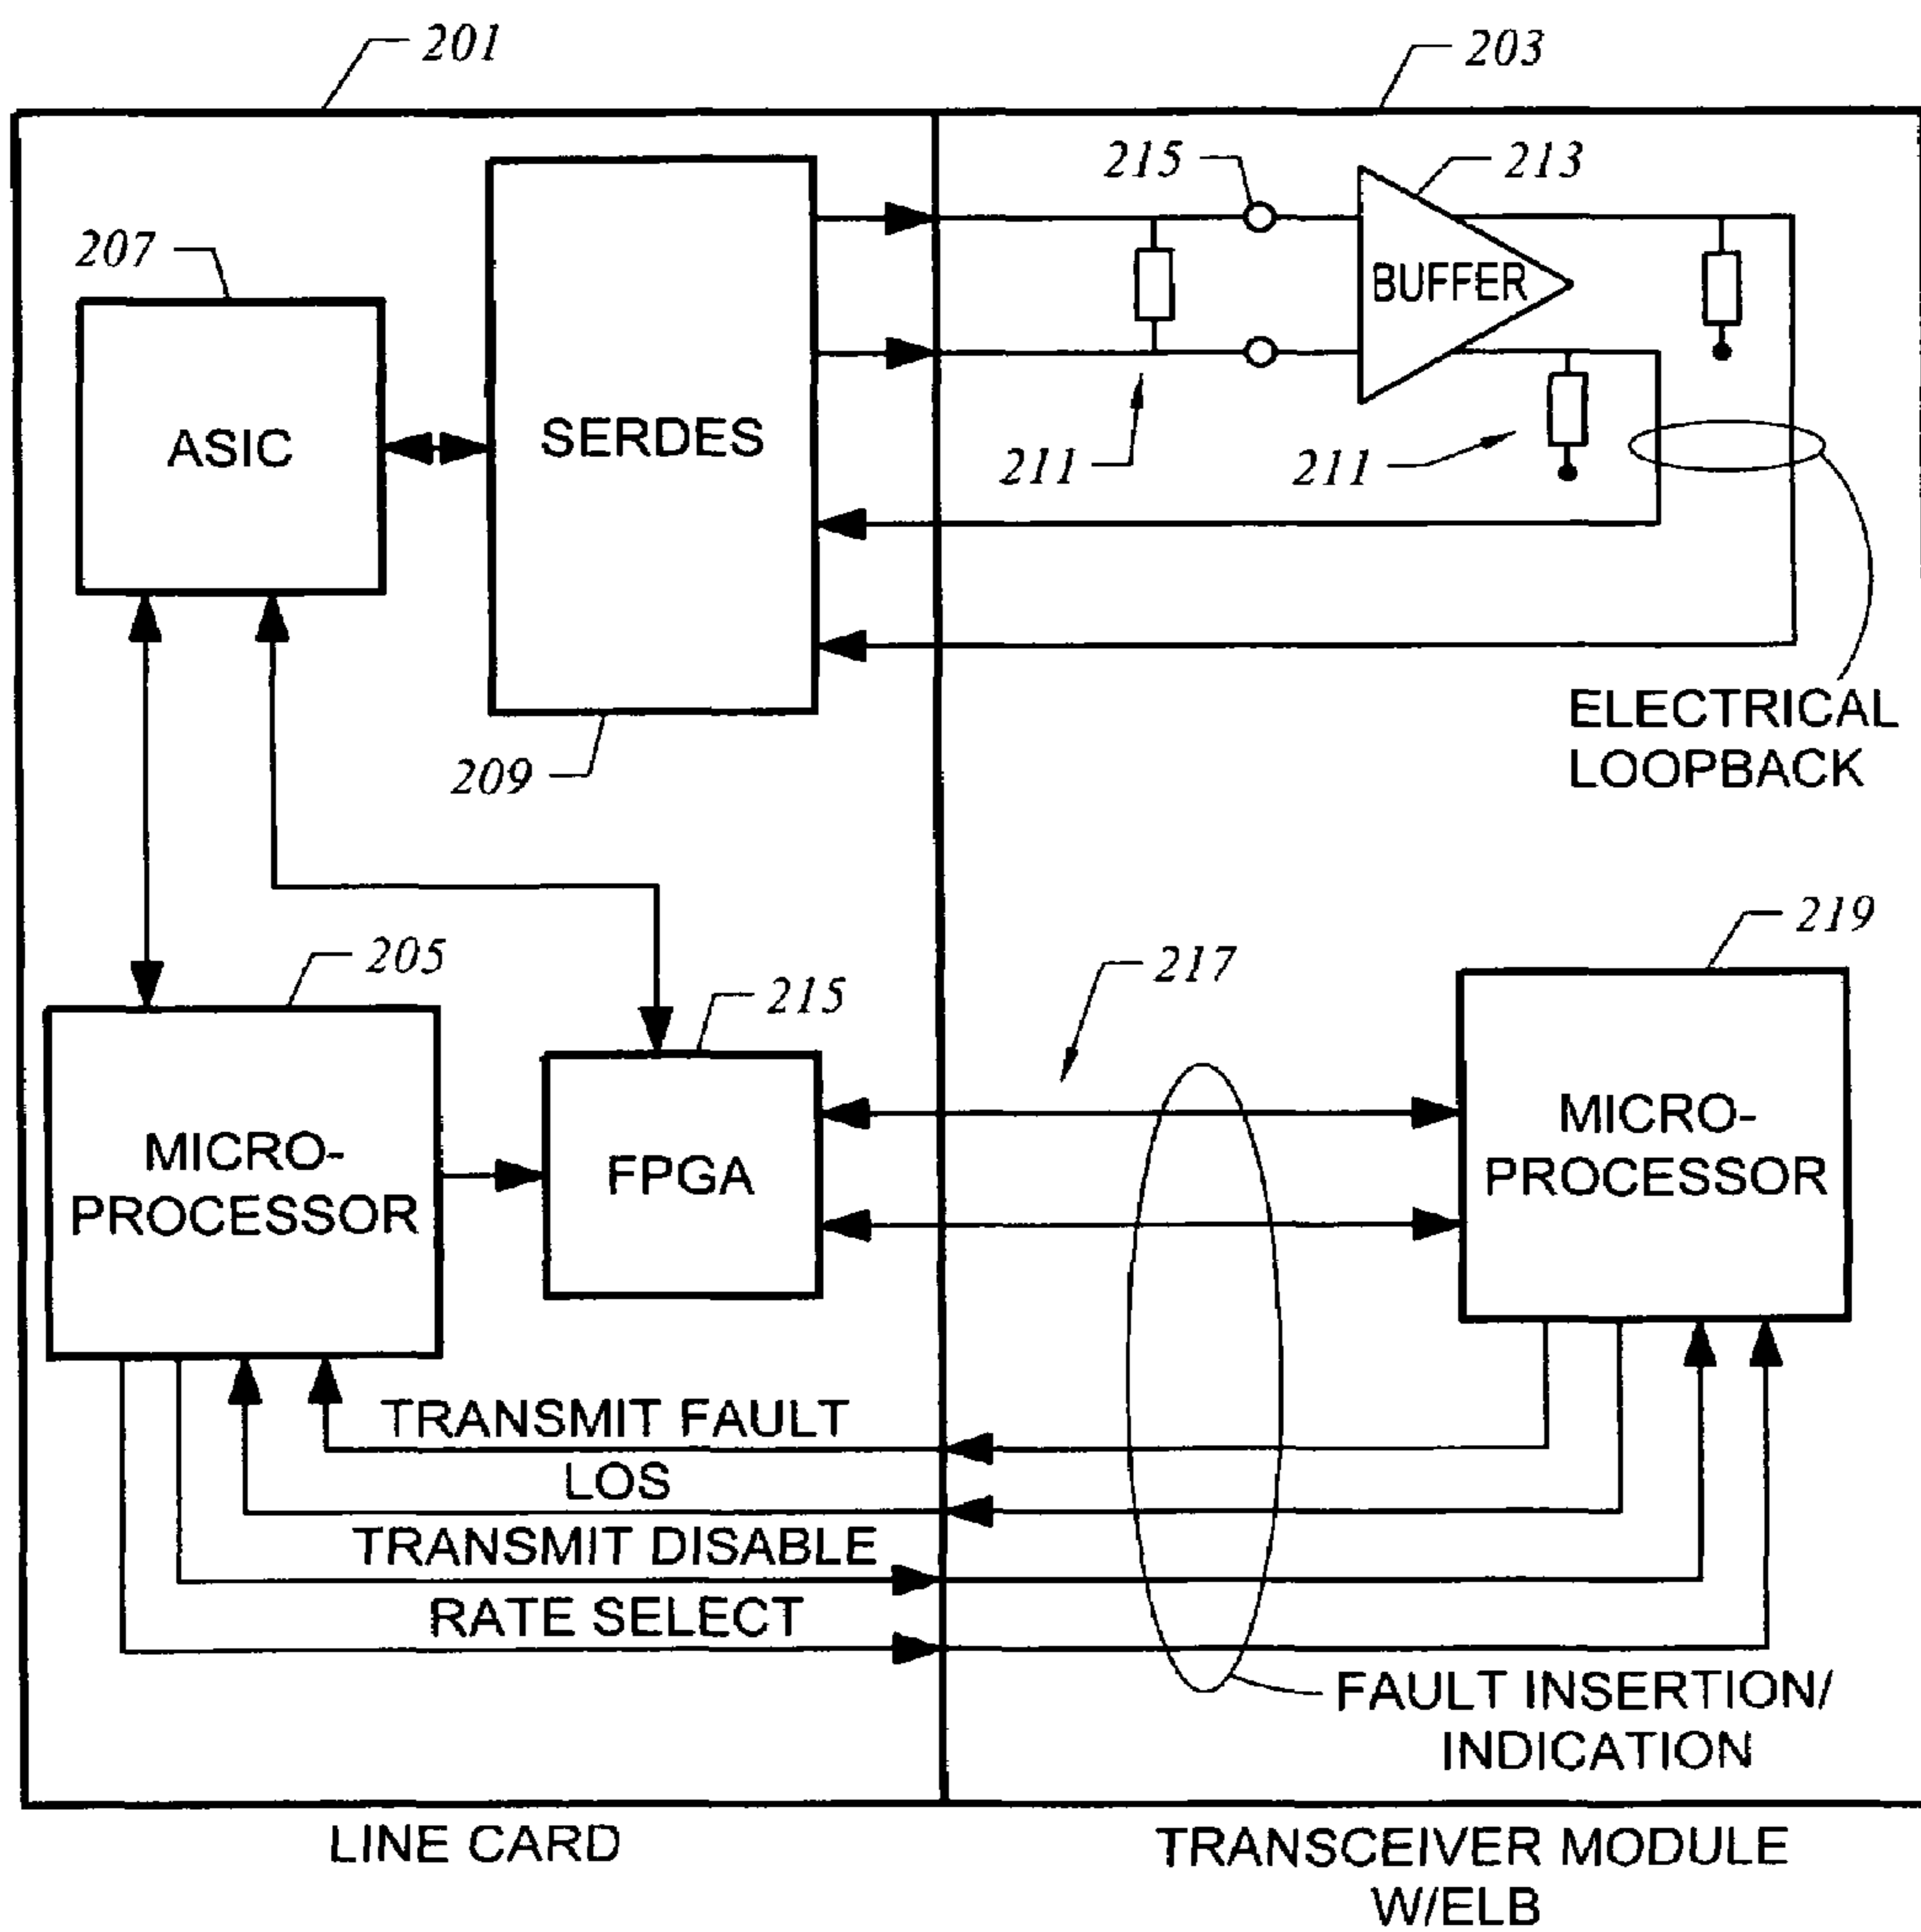 201
203
215
213
207
BUFFER
ASIC
SERDES
211
211
209
ELECTRICAL
LOOPBACK
219
205
217
215
MICRO-
PROCESSOR
FPGA
MICRO-
PROCESSOR
TRANSMIT FAULT
LOS
TRANSMIT DISABLE
RATE SELECT
FAULT INSERTION/
INDICATION
LINE CARD
TRANSCEIVER MODULE
W/ELB